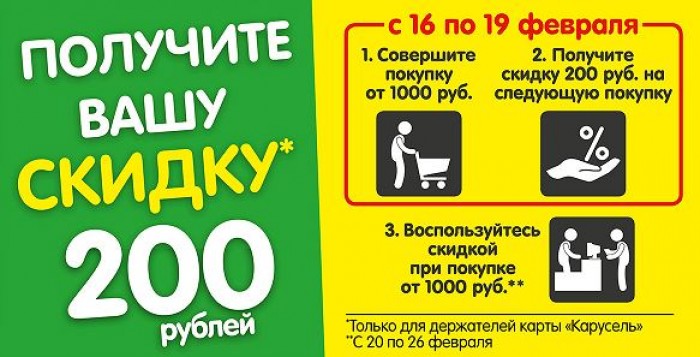 ПОЛУЧИТЕ
ВАШУ
СКИДКУ*
200
рублей
с 16 по 19 февраля
1. Совершите
покупку
от 1000 руб.
2. Получите
скидку 200 руб. на
следующую покупку
%
3. Воспользуйтесь
скидкой
при покупке
от 1000 руб.**
*Только для держателей карты «Карусель»
**С 20 по 26 февраля